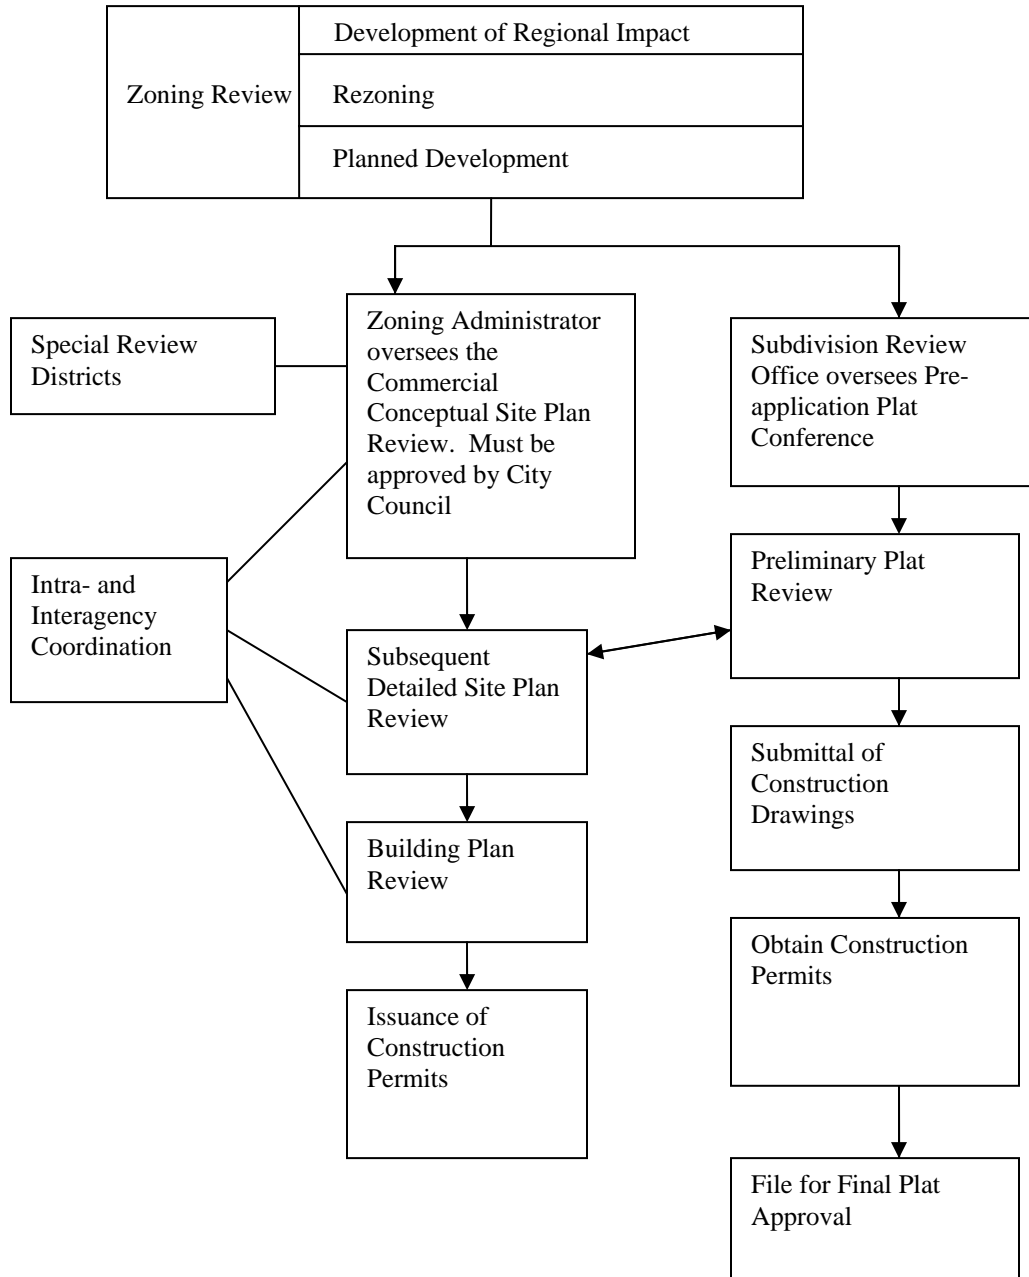 Development of Regional Impact
Zoning Review
Rezoning
Planned Development
Special Review
Districts
Zoning Administrator
oversees the
Commercial
Conceptual Site Plan
Review.  Must be
approved by City
Council
Subdivision Review
Office oversees Pre-
application Plat
Conference
Intra- and
Interagency
Coordination
Preliminary Plat
Review
Subsequent
Detailed Site Plan
Review
Submittal of
Construction
Drawings
Building Plan
Review
Obtain Construction
Permits
Issuance of
Construction
Permits
File for Final Plat
Approval